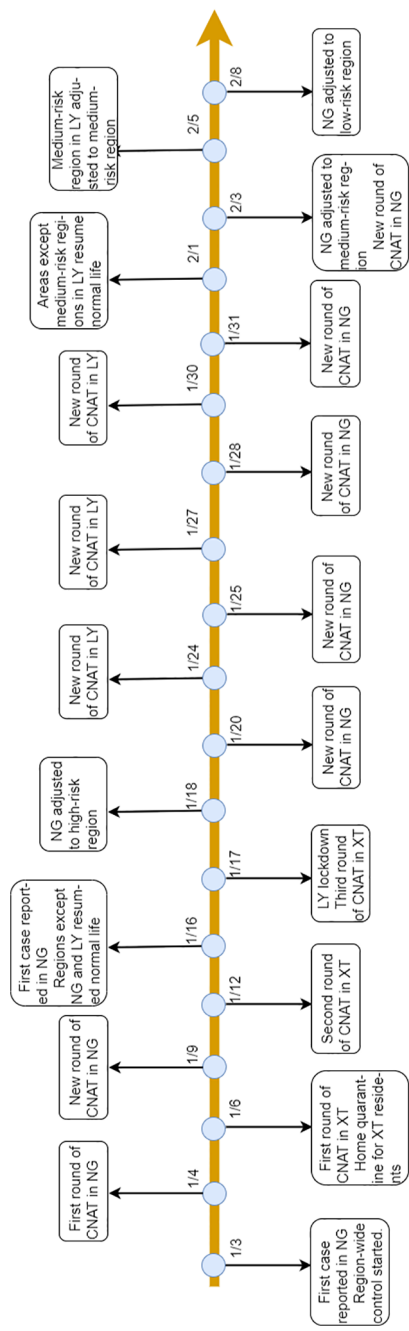 1/3
First case
reported in NG
Region-wide
control started.
1/4
First round of
CNAT in NG
1/6
First round of
CNAT in XT
Home quarant-
ine for XT reside-
nts
1/9
New round of
CNAT in NG
1/12
Second round
of CNAT in XT
1/16
First case report-
ed in NG
Regions except
NG and LY resum-
ed normal life
1/17
LY lockdown
Third round
of CNAT in XT
1/18
NG adjusted
to high-risk
region
1/20
New round of
CNAT in NG
1/24
New round
of CNAT in LY
1/25
New round of
CNAT in NG
1/27
New round
of CNAT in LY
1/28
New round of
CNAT in NG
1/30
New round
of CNAT in LY
1/31
New round of
CNAT in NG
2/1
Areas except
medium-risk regi-
ons in LY resume
normal life
2/3
NG adjusted to
medium-risk reg-
ion New round of
CNAT in NG
2/5
Medium-risk
region in LY adju-
sted to medium-
risk region
2/8
NG adjusted to
low-risk region